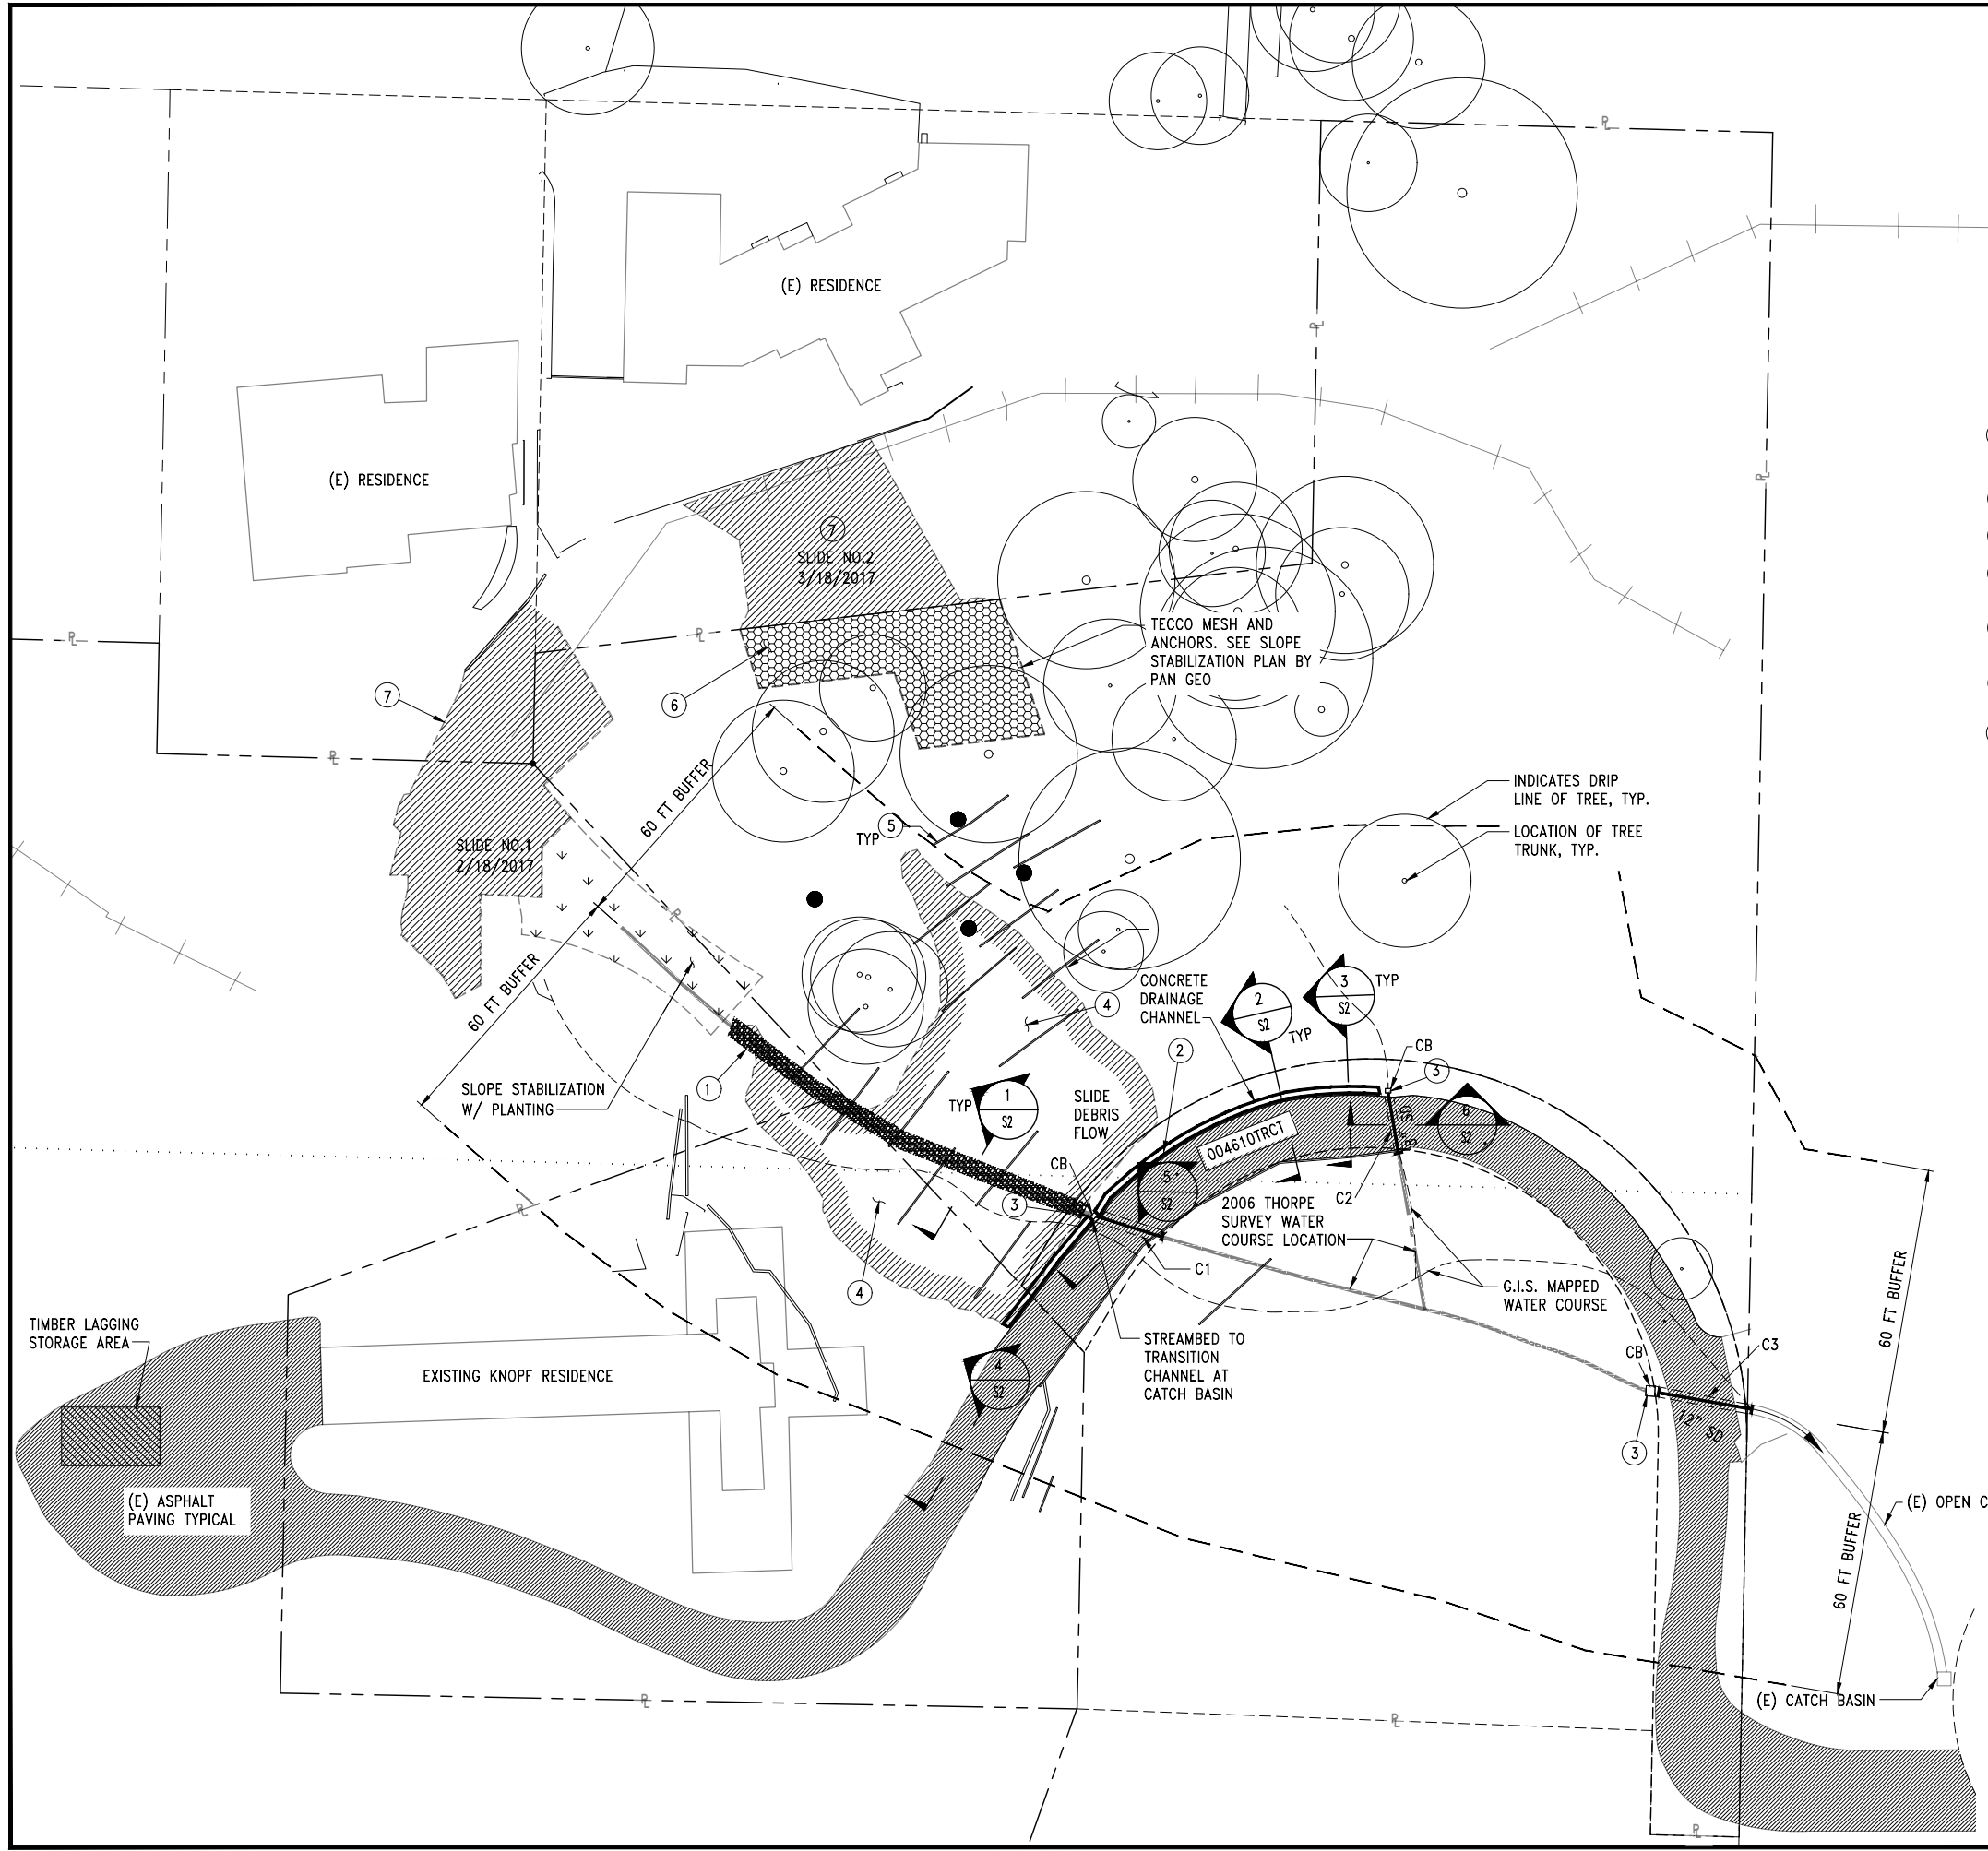 (E) RESIDENCE
(E) RESIDENCE
7
SLIDE NO.2
3/18/2017
TECCO MESH AND
ANCHORS. SEE SLOPE
STABILIZATION PLAN BY
PAN GEO
7
6
60 FT BUFFER
INDICATES DRIP
LINE OF TREE, TYP.
LOCATION OF TREE
TRUNK, TYP.
5
TYP
SLIDE NO.1
2/18/2017
60 FT BUFFER
CONCRETE
DRAINAGE
CHANNEL
2
S2
TYP
3
S2
TYP
4
CB
3
2
1
SLOPE STABILIZATION
W/ PLANTING
TYP
1
S2
SLIDE
DEBRIS
FLOW
8" SD
6
S2
004610TRCT
CB
5
S2
3
C2
2006 THORPE
SURVEY WATER
COURSE LOCATION
C1
4
G.I.S. MAPPED
WATER COURSE
60 FT BUFFER
TIMBER LAGGING
STORAGE AREA
EXISTING KNOPF RESIDENCE
4
S2
STREAMBED TO
TRANSITION
CHANNEL AT
CATCH BASIN
CB
C3
12" SD
3
(E) ASPHALT
PAVING TYPICAL
(E) OPEN C
60 FT BUFFER
(E) CATCH BASIN